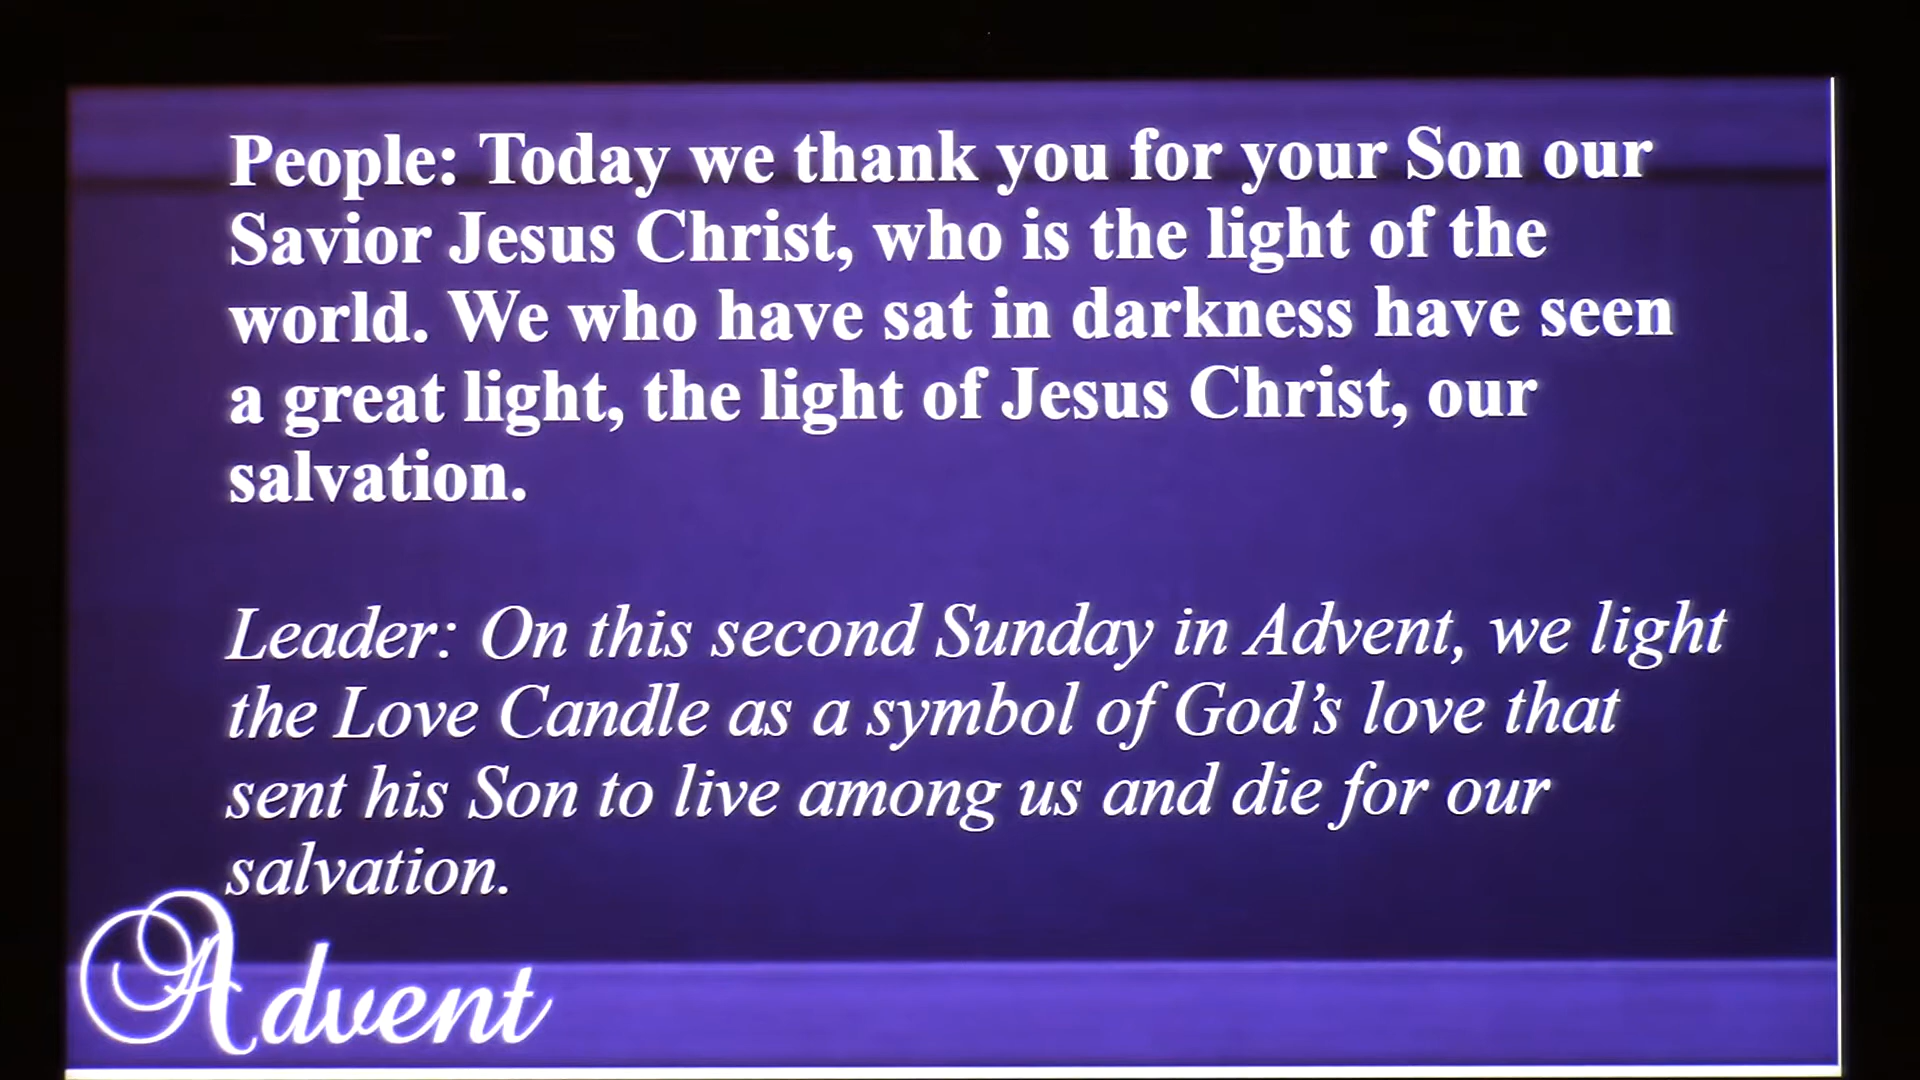 People: Today we thank you for your Son our
Savior Jesus Christ, who is the light of the
world. We who have sat in darkness have seen
a great light, the light of Jesus Christ, our
salvation.
Leader: On this second Sunday in Advent, we light
the Love Candle as a symbol of God’s love that
sent his Son to live among us and die for our
salvation.
Advent